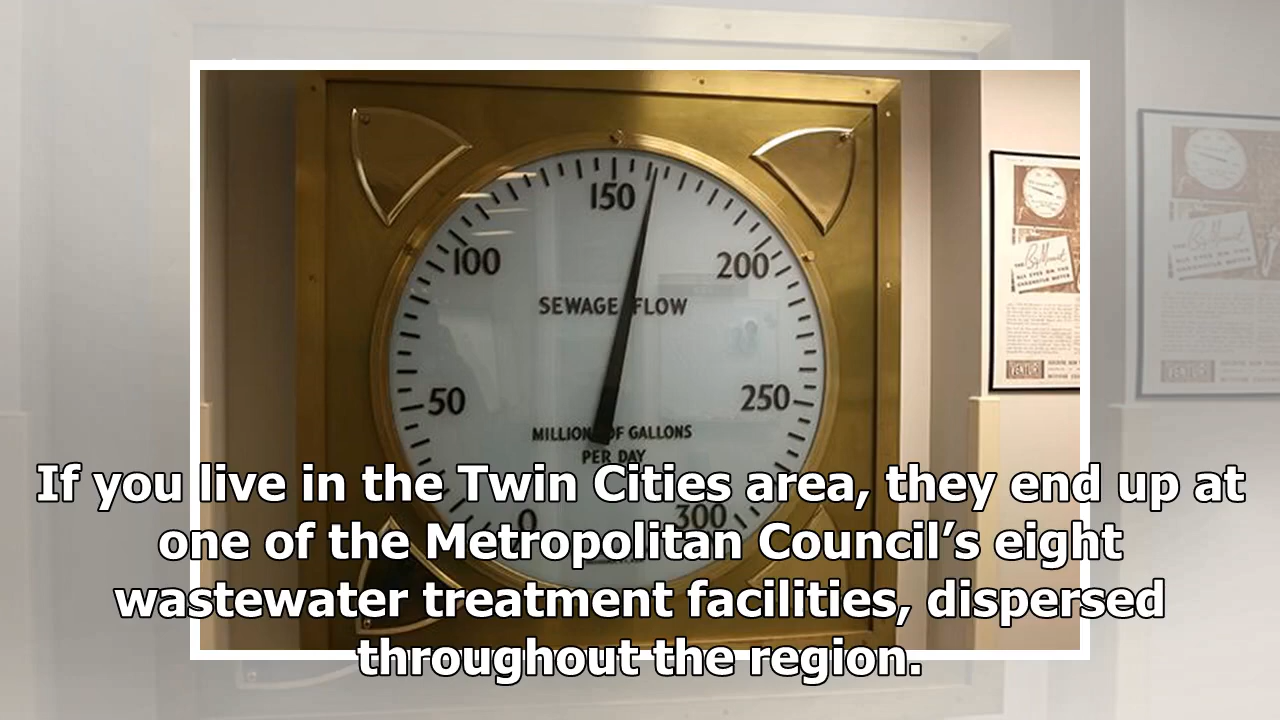 150
100
200
SEWAGE FLOW
50
250
MILLION OF GALLONS
PER DAY
0
300
If you live in the Twin Cities area, they end up at
one of the Metropolitan Council’s eight
wastewater treatment facilities, dispersed
throughout the region.